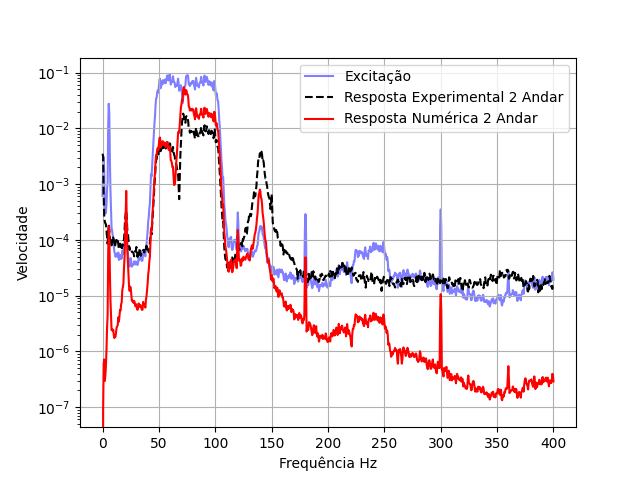 Excitação
Resposta Experimental 2 Andar
Resposta Numérica 2 Andar
Velocidade
10⁻¹
10⁻²
10⁻³
10⁻⁴
10⁻⁵
10⁻⁶
10⁻⁷
0 50 100 150 200 250 300 350 400
Frequência Hz